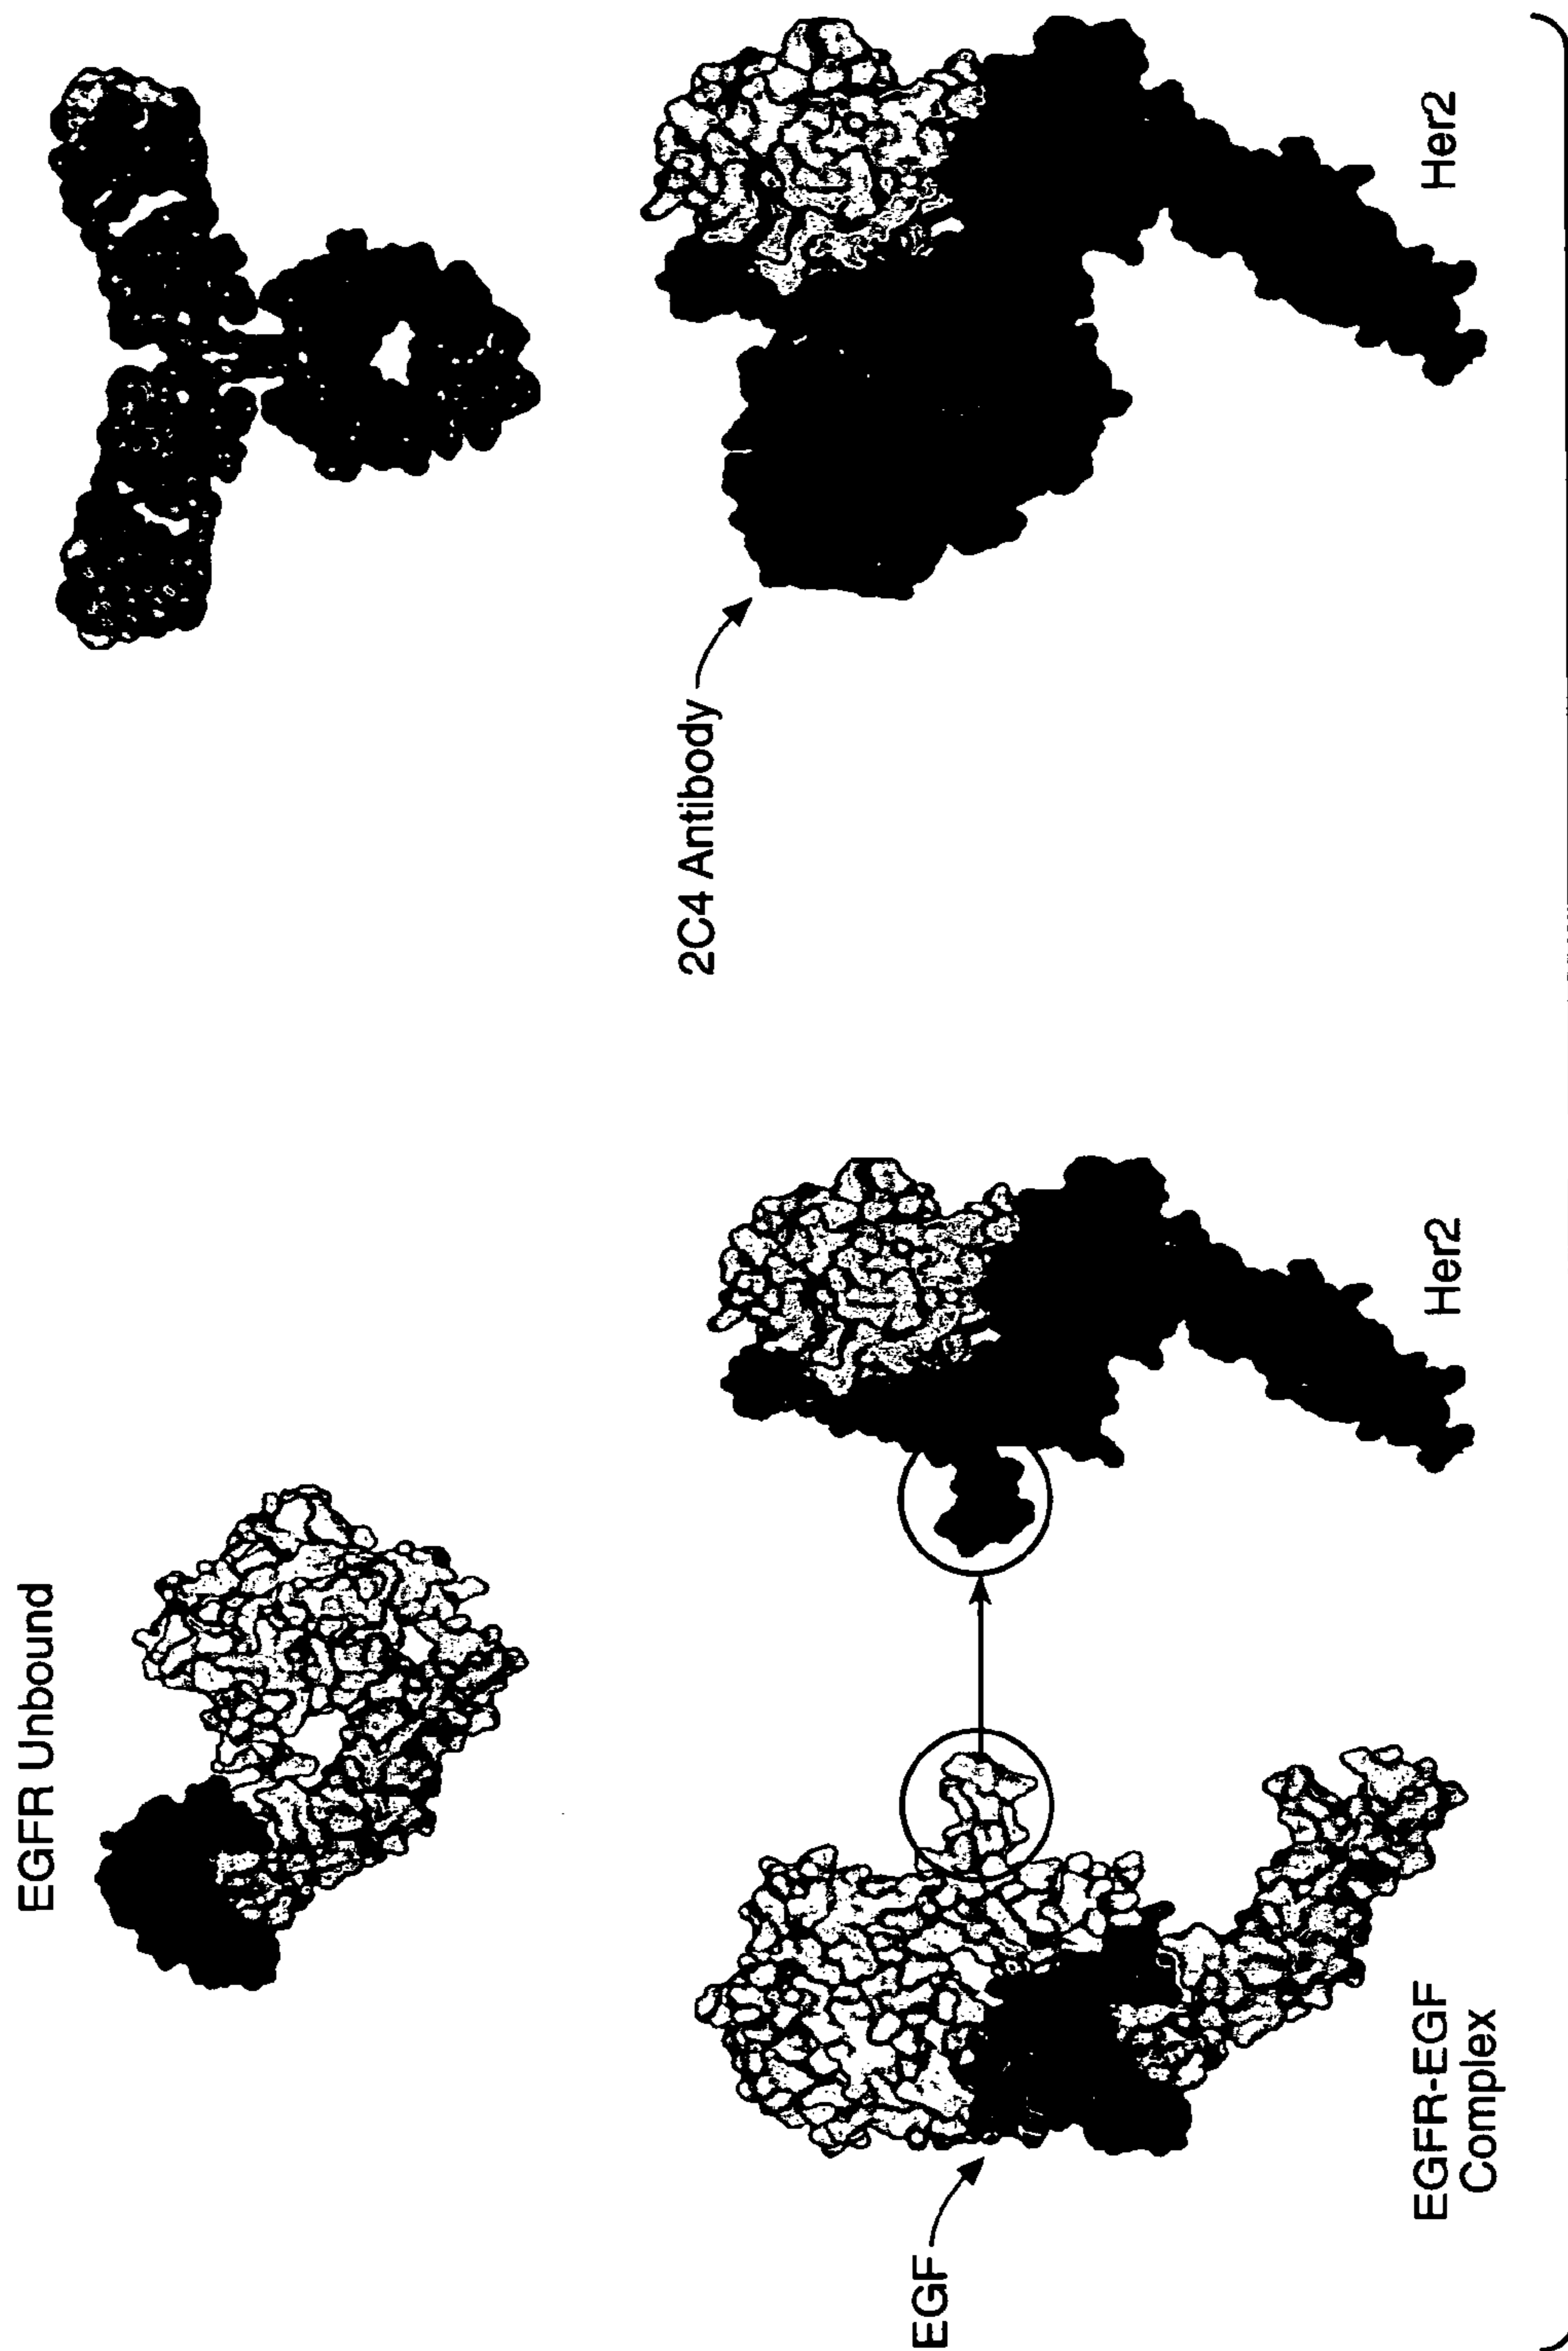 EGFR Unbound
EGF
EGFR-EGF
Complex
Her2
2C4 Antibody
Her2